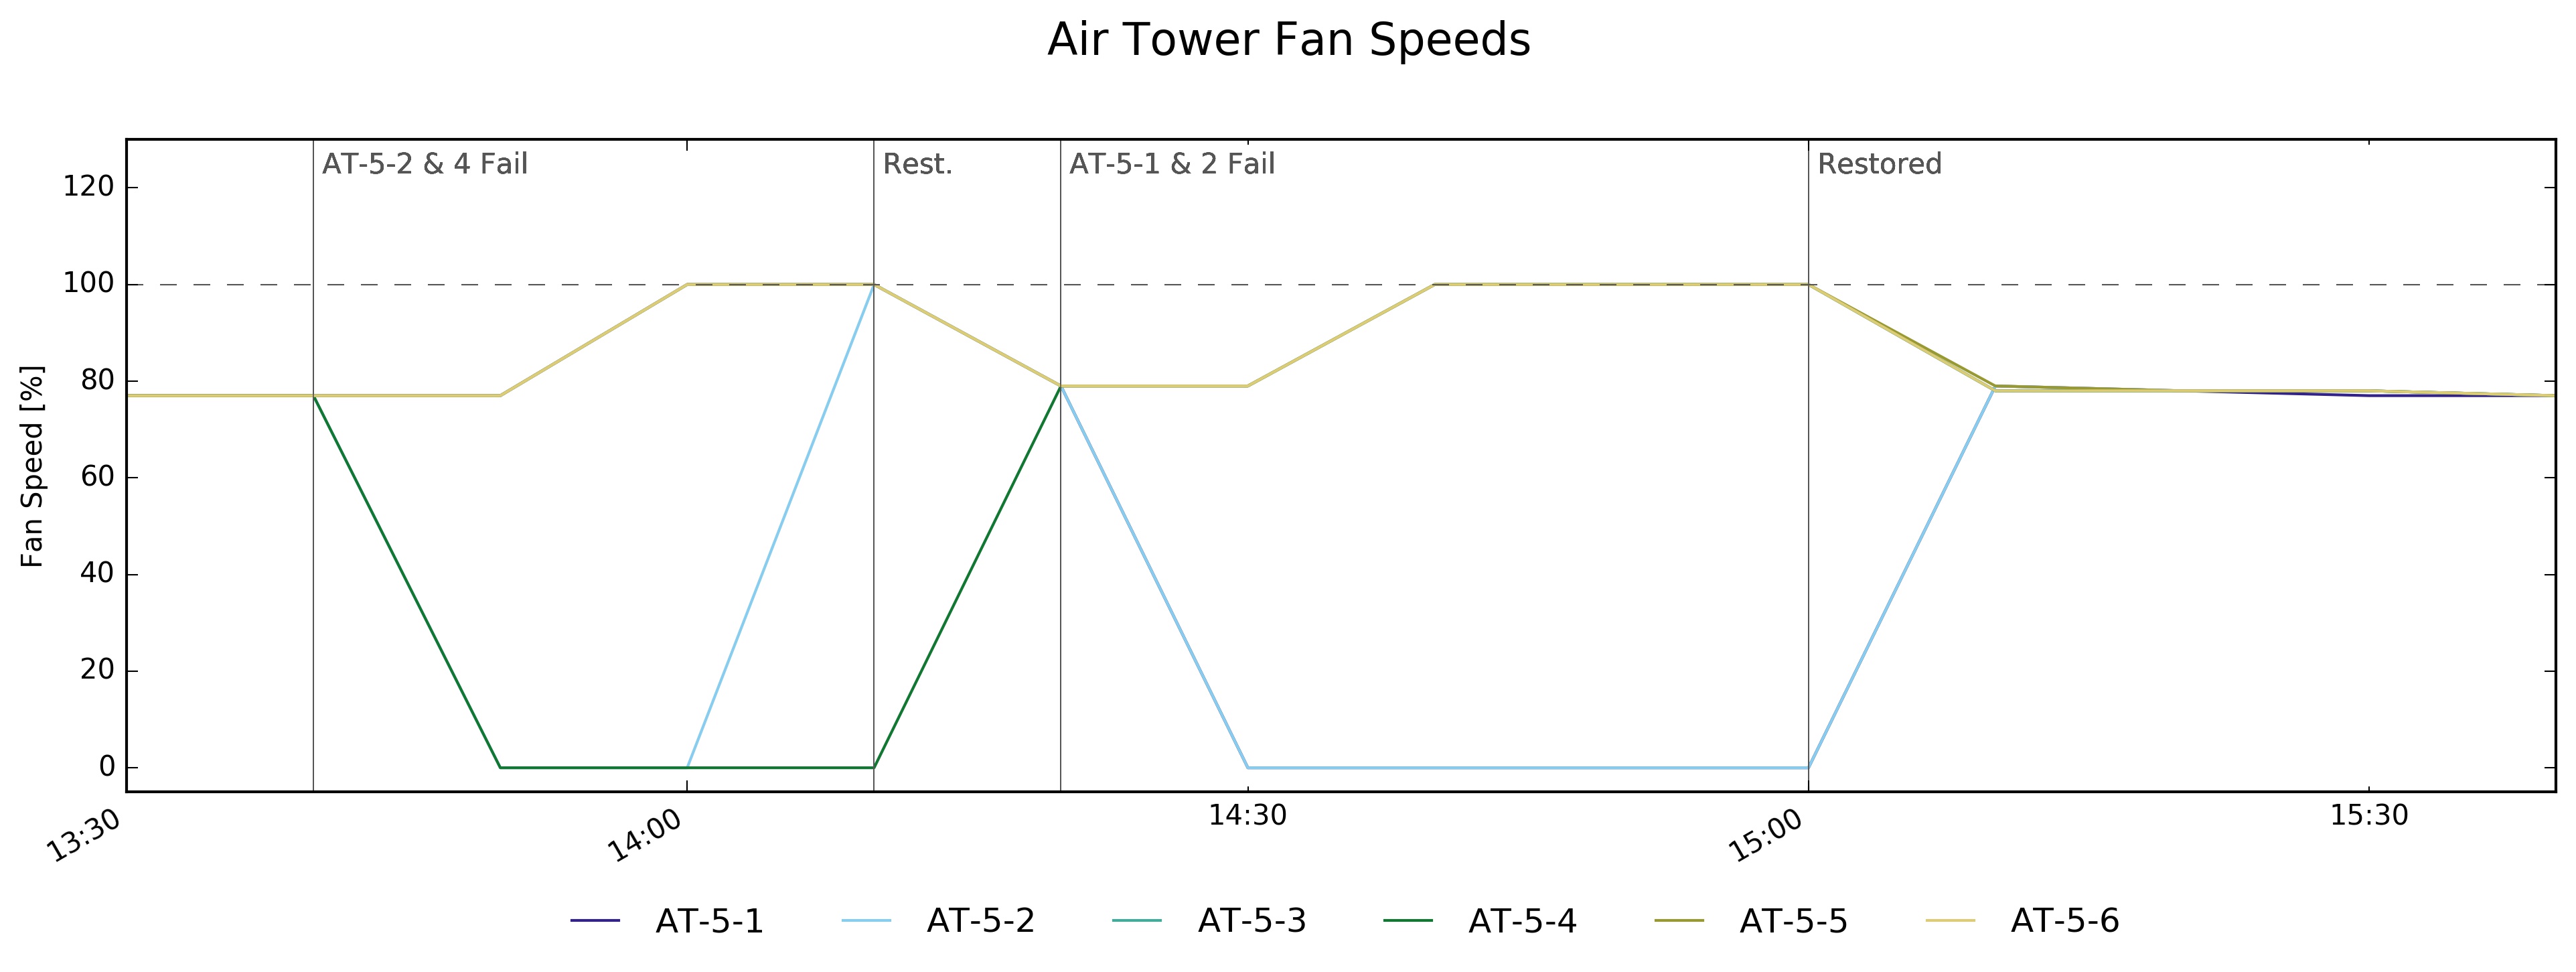 Air Tower Fan Speeds
AT-5-2 & 4 Fail
Rest.
AT-5-1 & 2 Fail
Restored
120
100
80
60
40
20
0
Fan Speed [%]
13:30
14:00
14:30
15:00
15:30
AT-5-1
AT-5-2
AT-5-3
AT-5-4
AT-5-5
AT-5-6